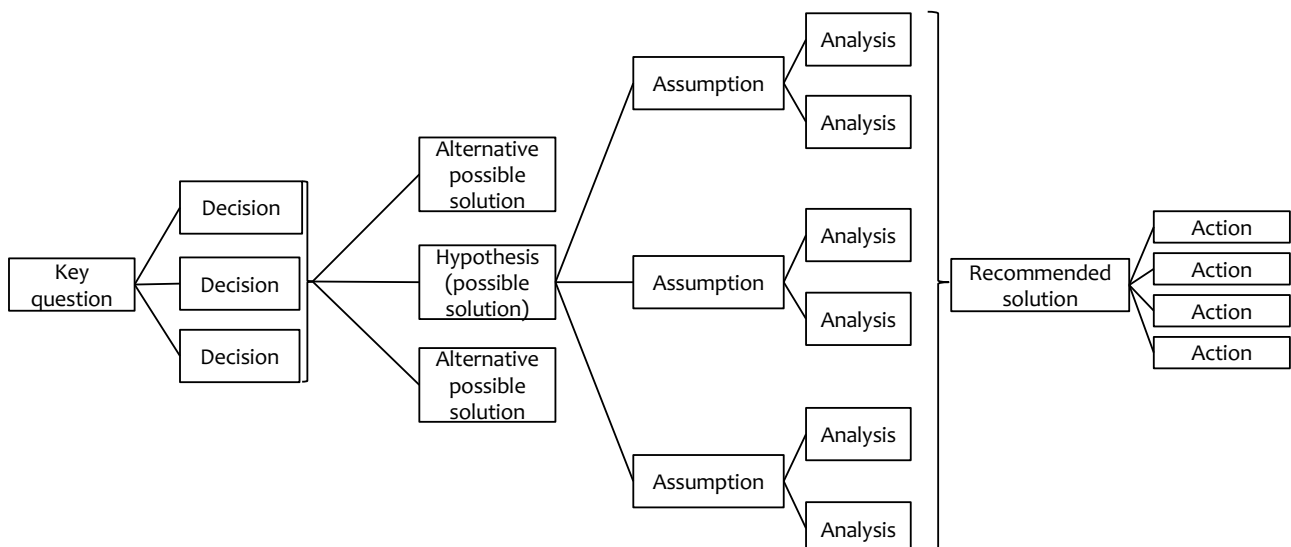 Key
question
Decision
Decision
Decision
Alternative
possible
solution
Hypothesis
(possible
solution)
Alternative
possible
solution
Assumption
Assumption
Assumption
Analysis
Analysis
Analysis
Analysis
Analysis
Analysis
Recommended
solution
Action
Action
Action
Action